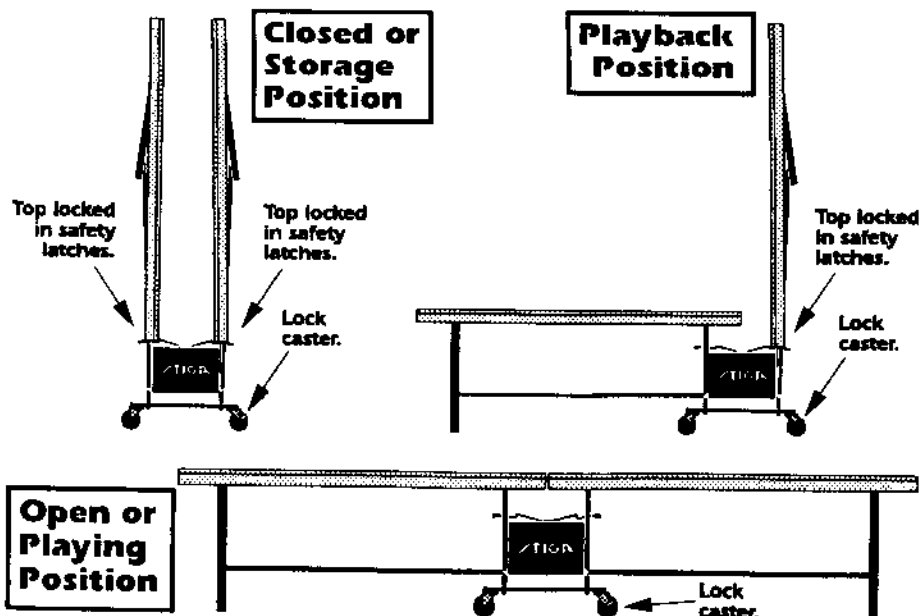 Closed or
Storage
Position
Playback
Position
Top locked
in safety
latches.
Top locked
in safety
latches.
Lock
caster.
STIGA
Top locked
in safety
latches.
Lock
caster.
STIGA
Open or
Playing
Position
STIGA
Lock
caster.